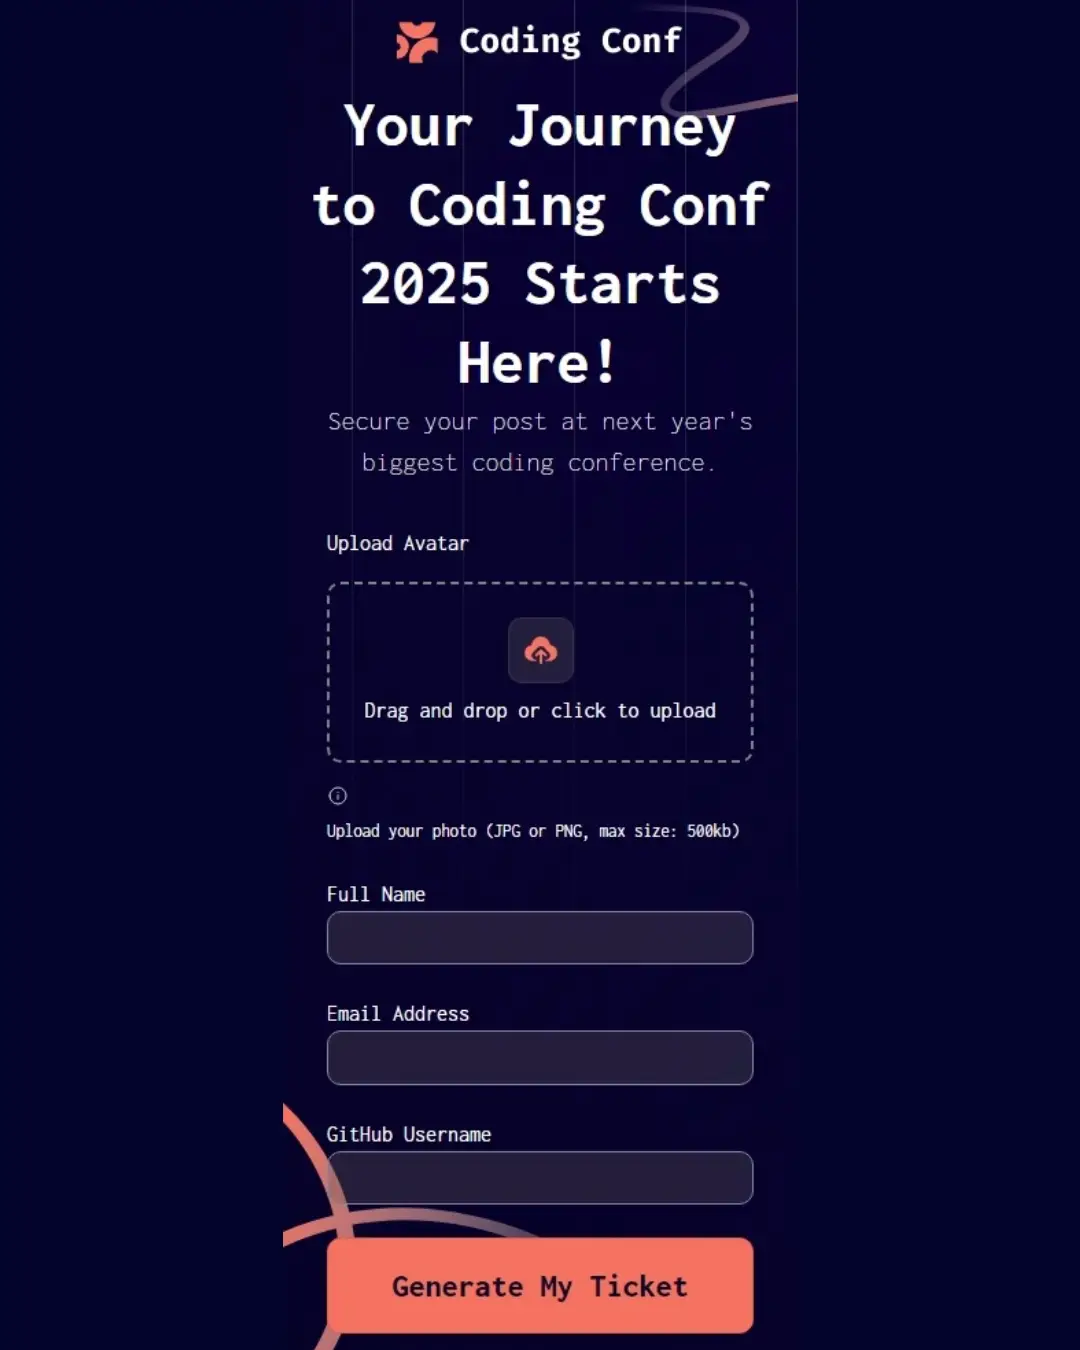 Coding Conf
Your Journey
to Coding Conf
2025 Starts
Here!
Secure your post at next year's
biggest coding conference.
Upload Avatar
Drag and drop or click to upload
Upload your photo (JPG or PNG, max size: 500kb)
Full Name
Email Address
GitHub Username
Generate My Ticket